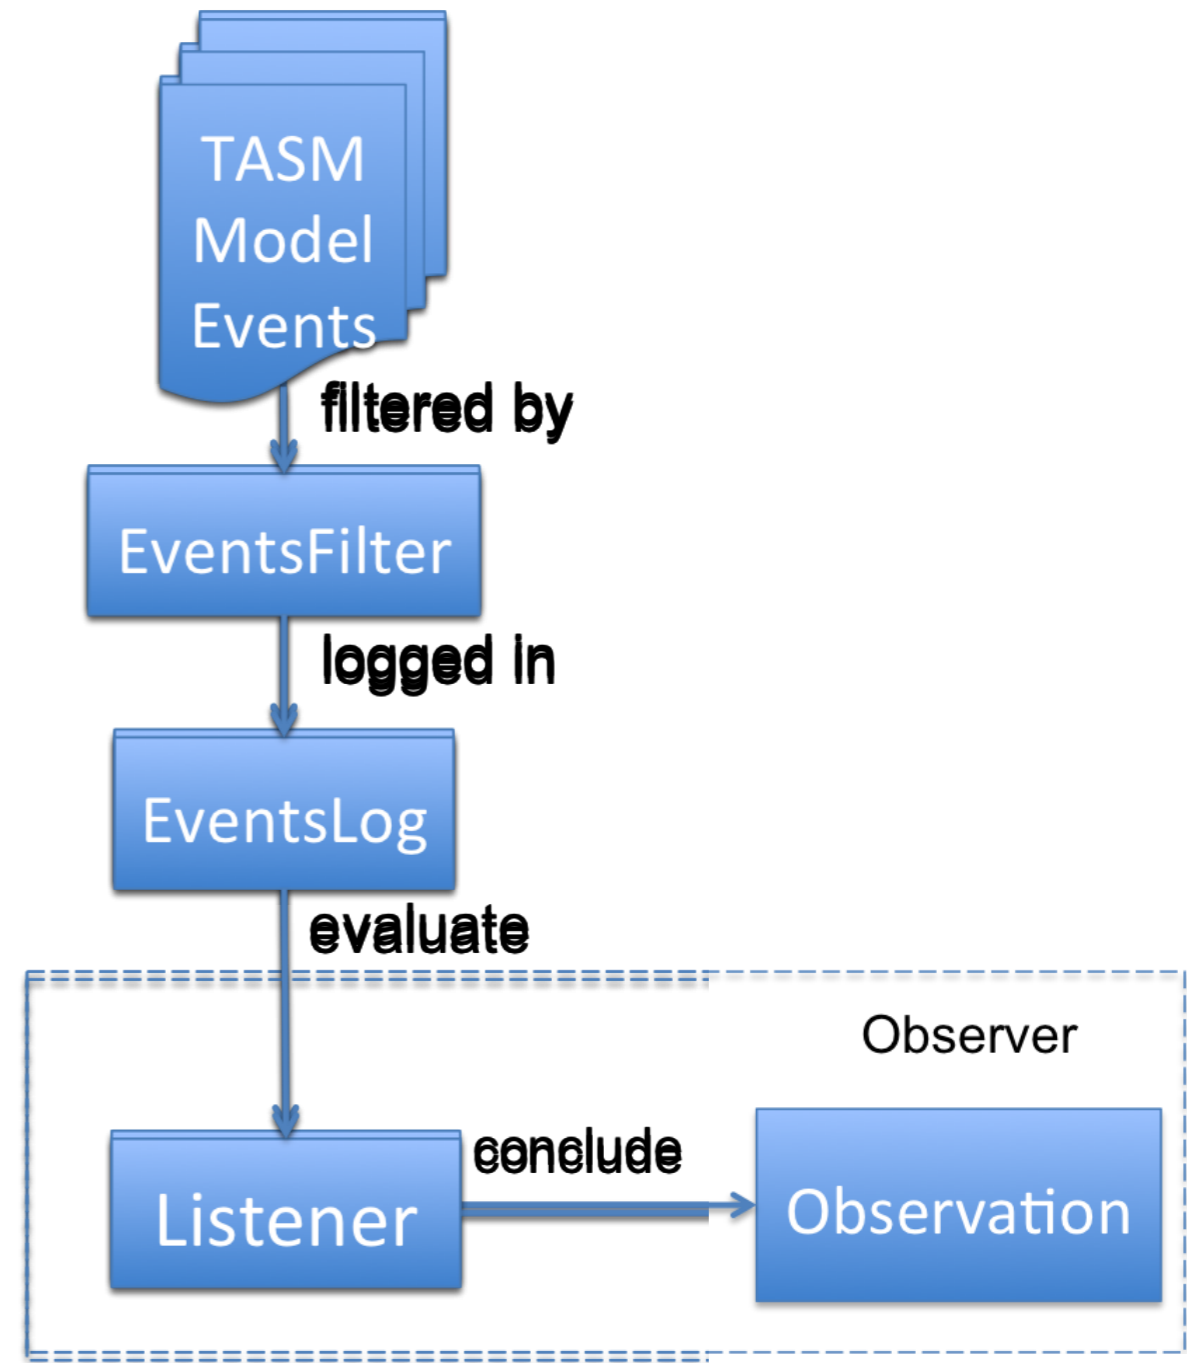 TASM
Model
Events
filtered by
EventsFilter
logged in
EventsLog
evaluate
Observer
conclude
Listener
Observation